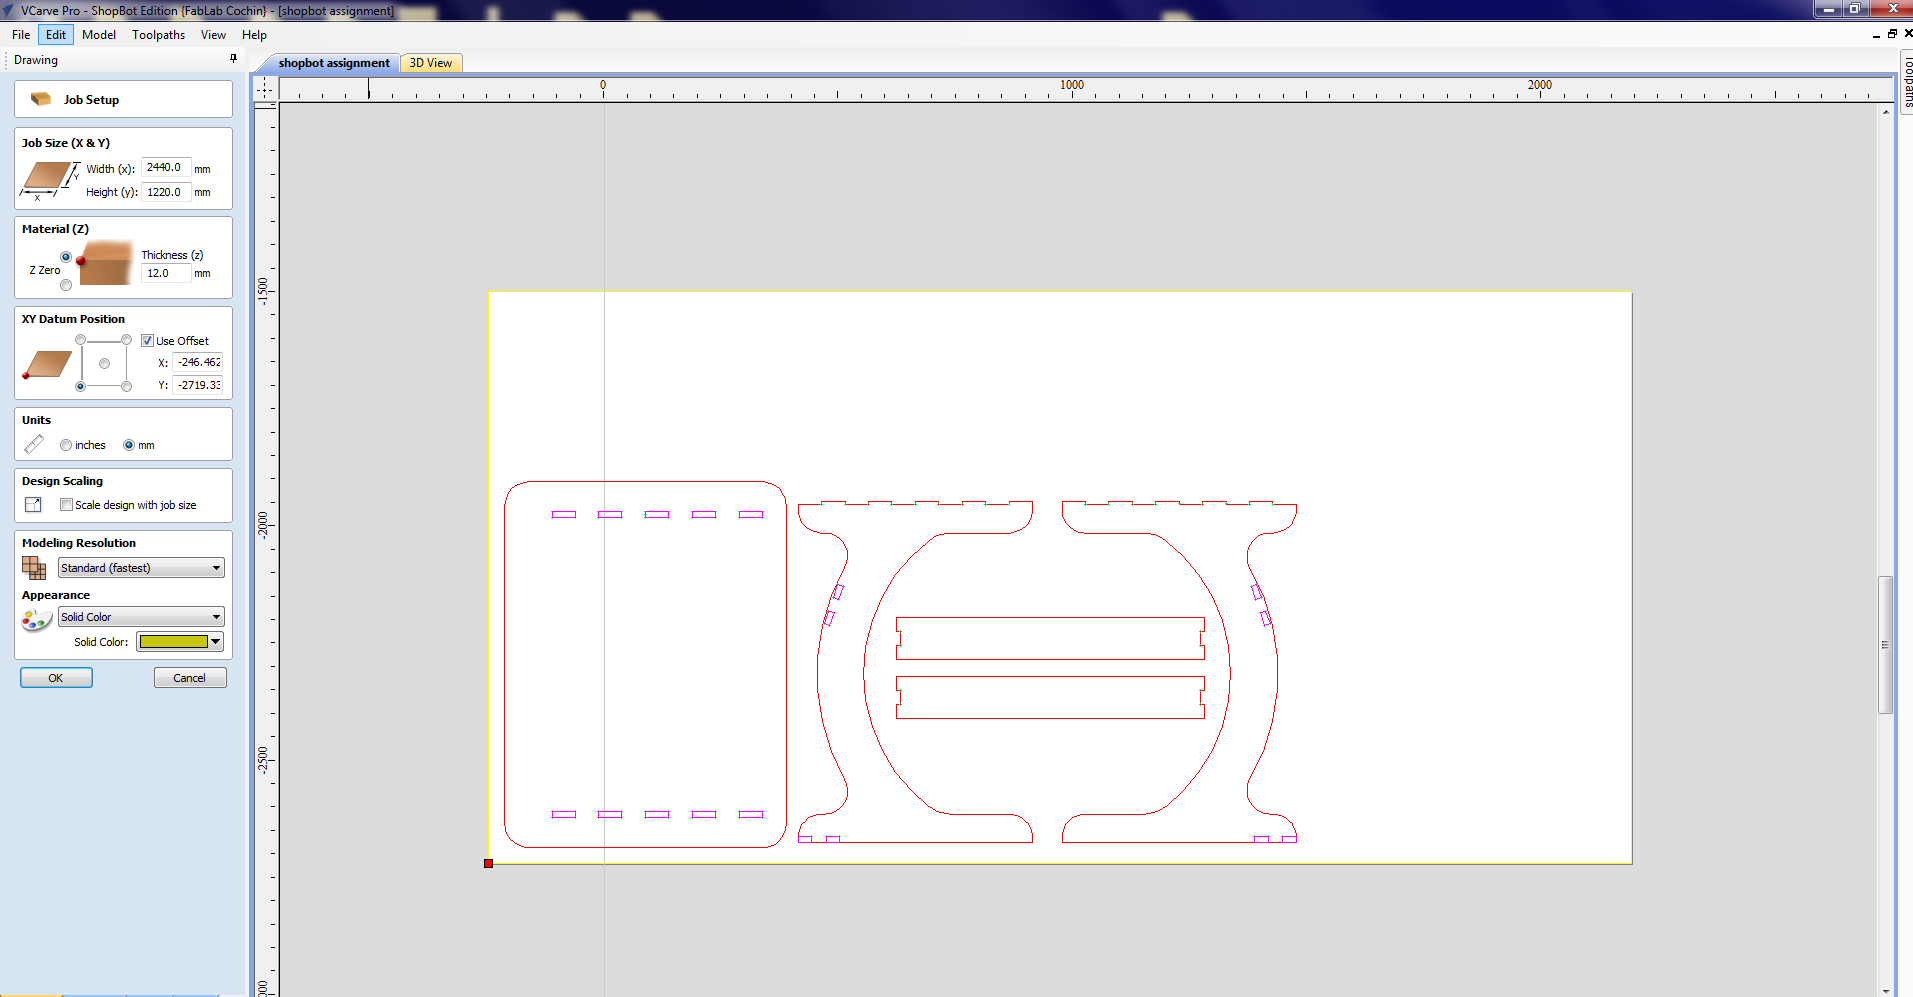 VCarve Pro - ShopBot Edition {FabLab Cochin} - [shopbot assignment]
File Edit Model Toolpaths View Help
Drawing
shopbot assignment 3D View
Toolpaths
Job Setup
0 1000 2000
Job Size (X & Y)
Width (x): 2440.0 mm
Y
Height (y): 1220.0 mm
X
Material (Z)
Thickness (z)
Z Zero 12.0 mm
-1500
XY Datum Position
Use Offset
X: -246.462
Y: -2719.33
Units
inches mm
Design Scaling
Scale design with job size
-2000
Modeling Resolution
Standard (fastest)
Appearance
Solid Color
Solid Color:
OK Cancel
-2500